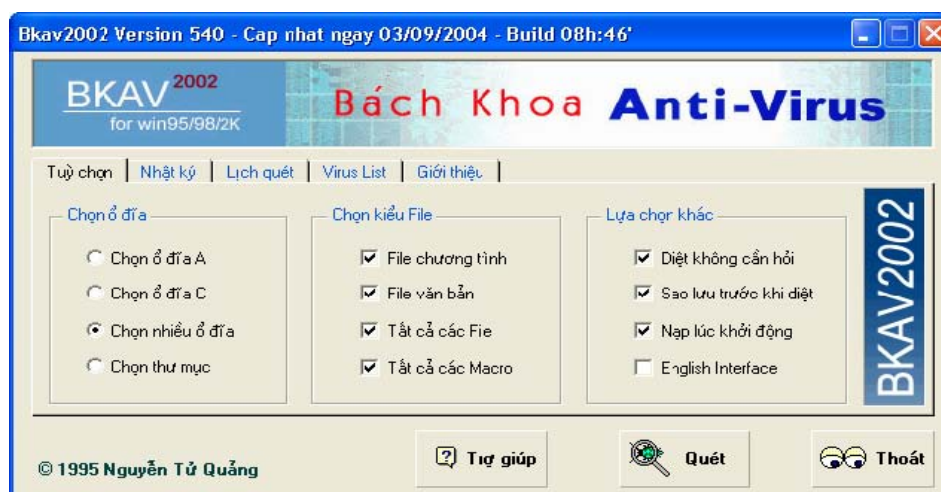 Bkav2002 Version 540 - Cap nhat ngay 03/09/2004 - Build 08h:46'
BKAV 2002
for win95/98/2K
Bách Khoa Anti-Virus
Tuỳ chọn Nhật ký Lịch quét Virus List Giới thiệu
Chọn ổ đĩa
Chọn ổ đĩa A
Chọn ổ đĩa C
Chọn nhiều ổ đĩa
Chọn thư mục
Chọn kiểu File
File chương tình
File văn bản
Tất cả các Fie
Tất cả các Macro
Lựa chọr khác
Diệt không cần hỏi
Sao lưu trước khi diệt
Nạp lúc khởi động
English Interface
BKAV2002
© 1995 Nguyễn Tử Quảng
Trợ giúp
Quét
Thoát